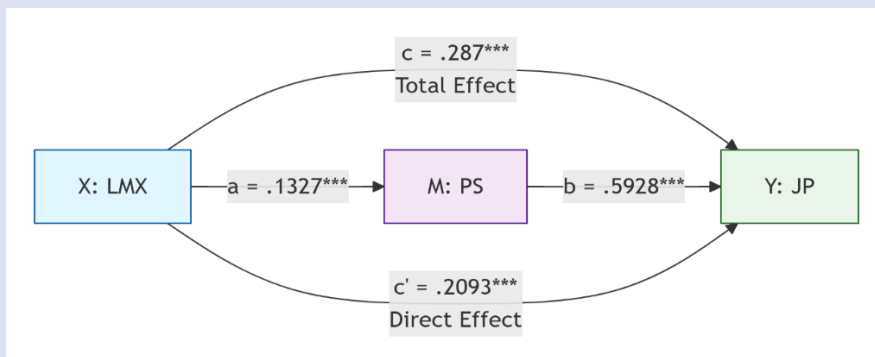 c = .287***
Total Effect
X: LMX
a = .1327***
M: PS
b = .5928***
Y: JP
c' = .2093***
Direct Effect